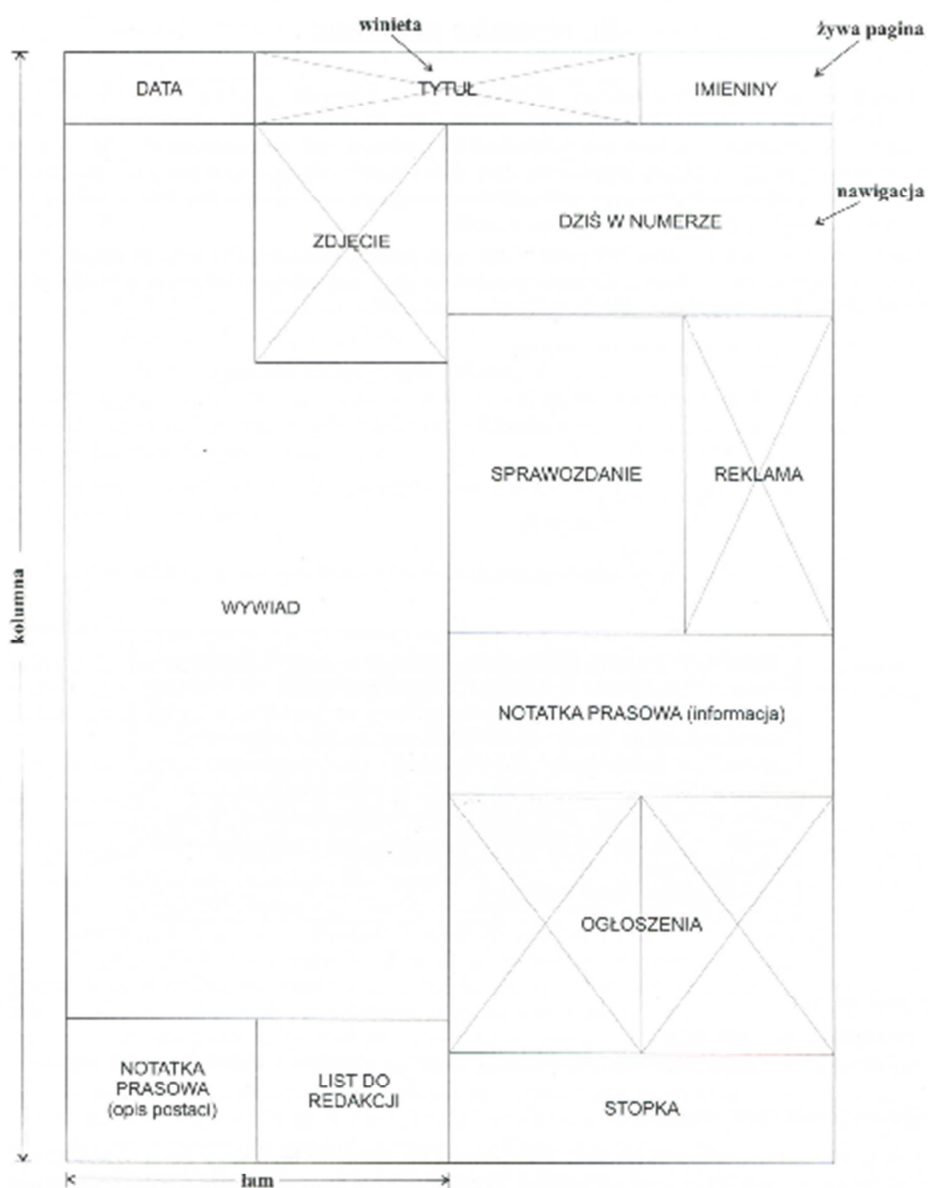 winieta
żywa pagina
DATA
TYTUŁ
IMIENINY
nawigacja
DZIŚ W NUMERZE
ZDJĘCIE
SPRAWOZDANIE
REKLAMA
kolumna
WYWIAD
NOTATKA PRASOWA (informacja)
OGŁOSZENIA
NOTATKA
PRASOWA
(opis postaci)
LIST DO
REDAKCJI
STOPKA
łam